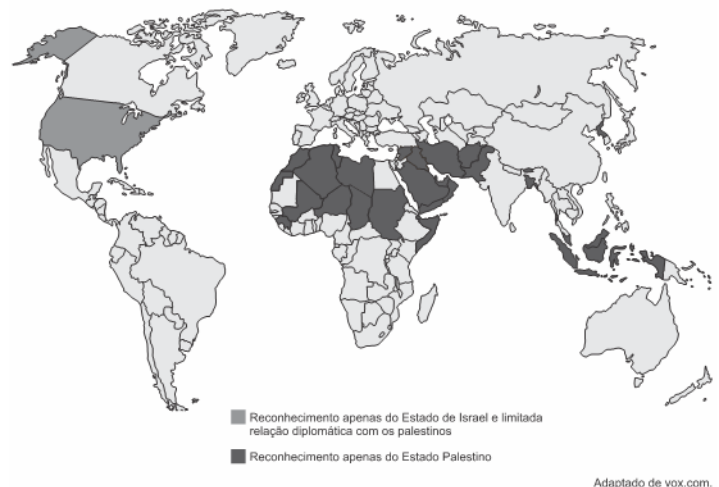 Reconhecimento apenas do Estado de Israel e limitada
relação diplomática com os palestinos
Reconhecimento apenas do Estado Palestino
Adaptado de vox.com.